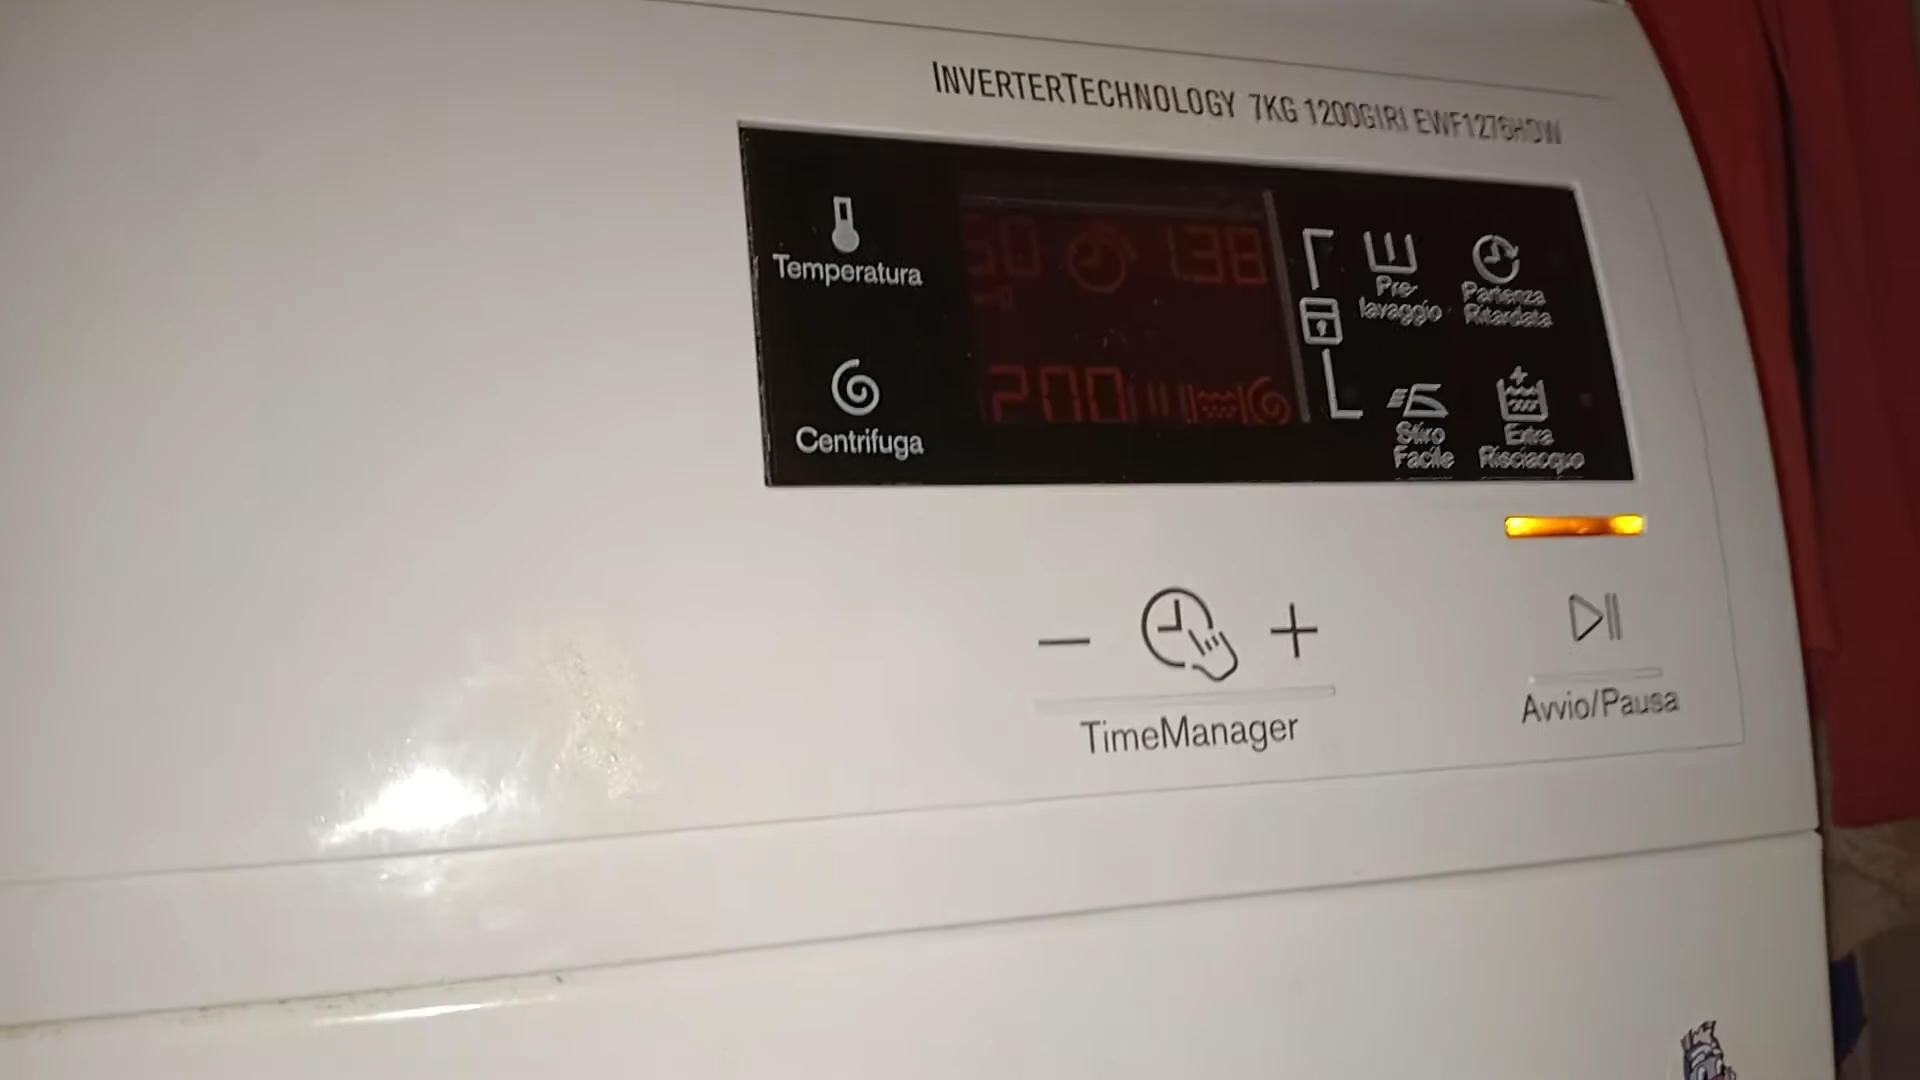 INVERTERTECHNOLOGY 7KG 1200GIRI EWF1276HDW
Temperatura
1.38
Pre-
lavaggio
Partenza
Ritardata
Centrifuga
200
Stiro
Facile
Extra
Risciacquo
− +
TimeManager
Avvio/Pausa